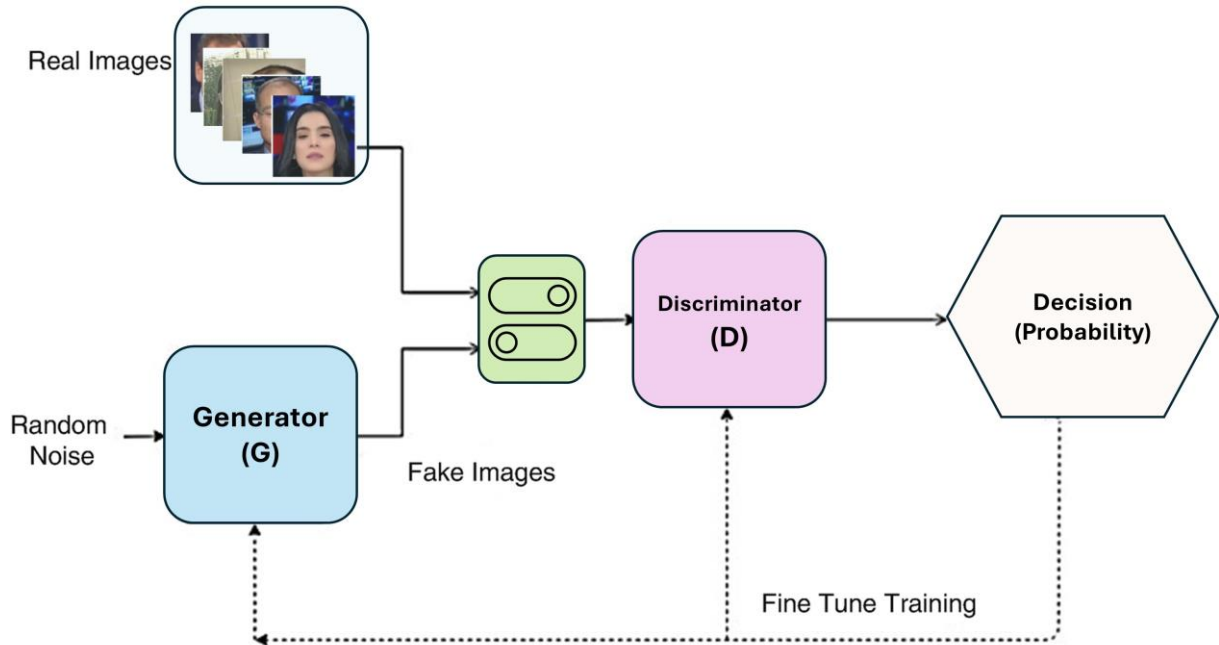 Real Images
Random
Noise
Generator
(G)
Fake Images
Discriminator
(D)
Decision
(Probability)
Fine Tune Training